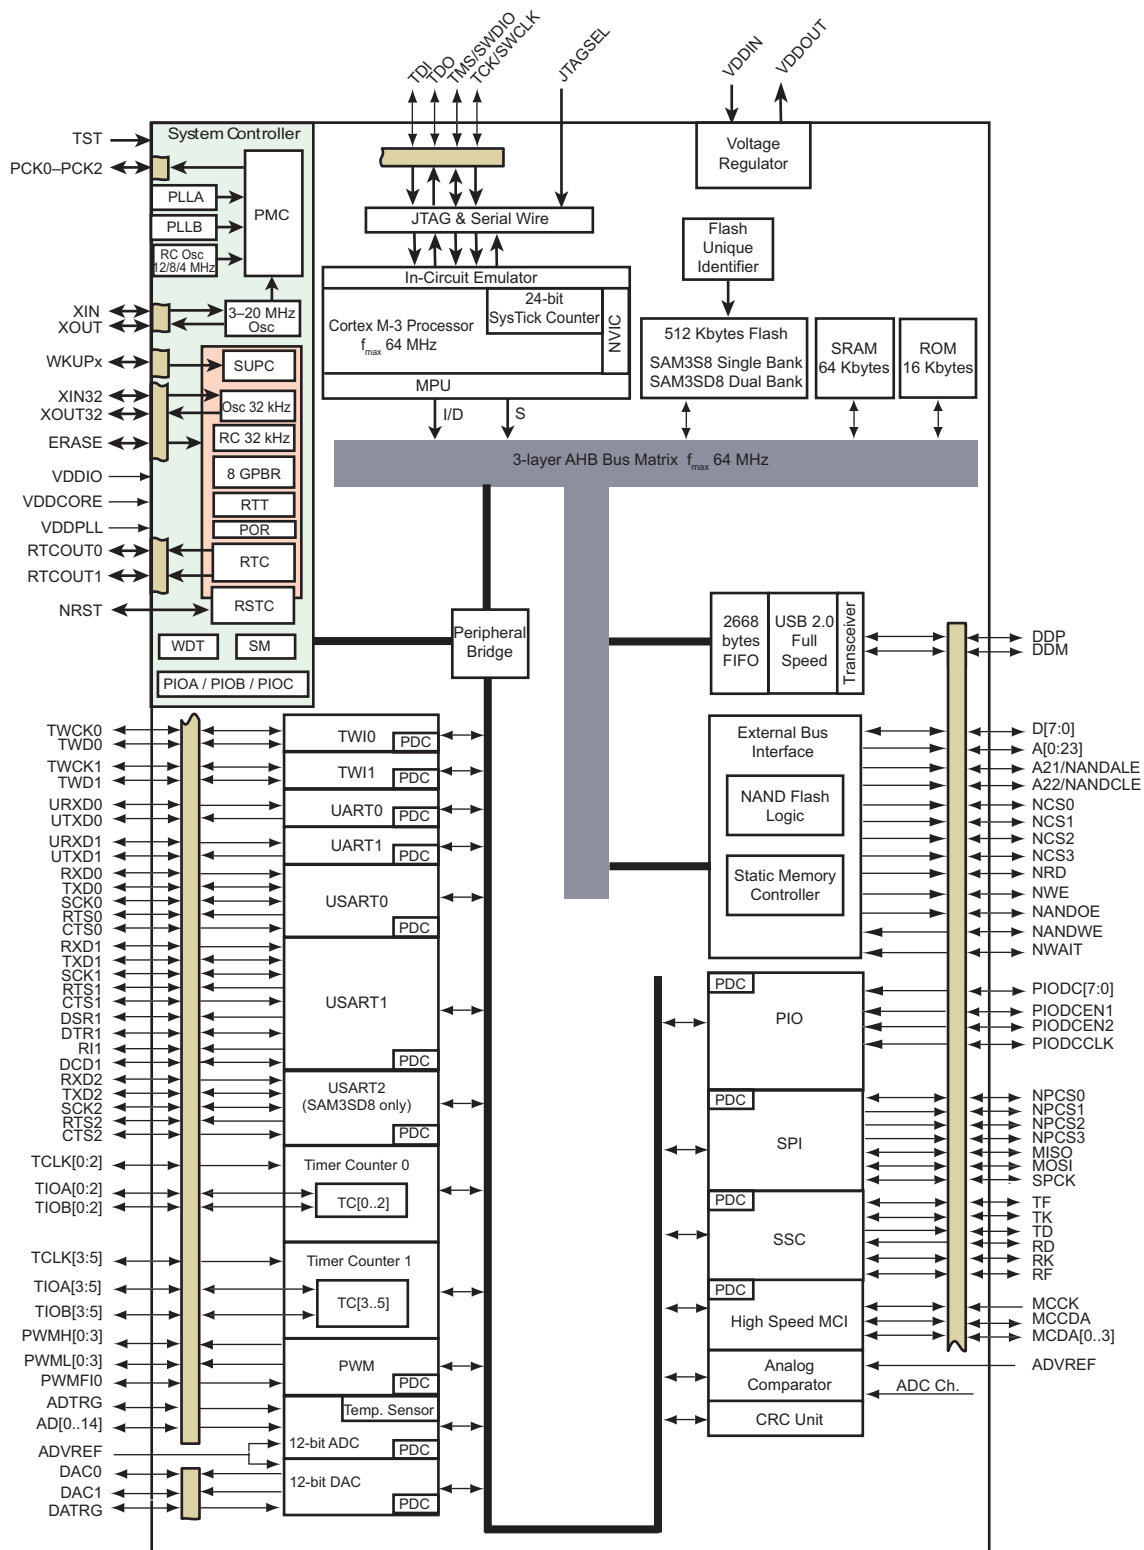 TDI
TDO
TMS/SWDIO
TCK/SWCLK
JTAGSEL
VDDIN
VDDOUT
System Controller
TST
PCK0–PCK2
PLLA
PLLB
RC Osc
12/8/4 MHz
PMC
XIN
XOUT
3–20 MHz
Osc
WKUPx
SUPC
XIN32
XOUT32
Osc 32 kHz
ERASE
RC 32 kHz
VDDIO
8 GPBR
VDDCORE
RTT
VDDPLL
POR
RTCOUT0
RTCOUT1
RTC
NRST
RSTC
WDT
SM
PIOA / PIOB / PIOC
Voltage
Regulator
JTAG & Serial Wire
In-Circuit Emulator
24-bit
SysTick Counter
Cortex M-3 Processor
fmax 64 MHz
NVIC
MPU
I/D
S
Flash
Unique
Identifier
512 Kbytes Flash
SAM3S8 Single Bank
SAM3SD8 Dual Bank
SRAM
64 Kbytes
ROM
16 Kbytes
3-layer AHB Bus Matrix fmax 64 MHz
Peripheral
Bridge
2668
bytes
FIFO
USB 2.0
Full
Speed
Transceiver
DDP
DDM
TWCK0
TWD0
TWI0
PDC
TWCK1
TWD1
TWI1
PDC
URXD0
UTXD0
UART0
PDC
URXD1
UTXD1
UART1
PDC
RXD0
TXD0
SCK0
RTS0
CTS0
USART0
PDC
RXD1
TXD1
SCK1
RTS1
CTS1
DSR1
DTR1
RI1
DCD1
USART1
PDC
RXD2
TXD2
SCK2
RTS2
CTS2
USART2
(SAM3SD8 only)
PDC
TCLK[0:2]
TIOA[0:2]
TIOB[0:2]
Timer Counter 0
TC[0..2]
TCLK[3:5]
TIOA[3:5]
TIOB[3:5]
Timer Counter 1
TC[3..5]
PWMH[0:3]
PWML[0:3]
PWMFI0
PWM
PDC
ADTRG
AD[0..14]
Temp. Sensor
12-bit ADC
PDC
ADVREF
DAC0
DAC1
DATRG
12-bit DAC
PDC
External Bus
Interface
NAND Flash
Logic
Static Memory
Controller
D[7:0]
A[0:23]
A21/NANDALE
A22/NANDCLE
NCS0
NCS1
NCS2
NCS3
NRD
NWE
NANDOE
NANDWE
NWAIT
PDC
PIO
PIODC[7:0]
PIODCEN1
PIODCEN2
PIODCCLK
PDC
SPI
NPCS0
NPCS1
NPCS2
NPCS3
MISO
MOSI
SPCK
PDC
SSC
TF
TK
TD
RD
RK
RF
PDC
High Speed MCI
MCCK
MCCDA
MCDA[0..3]
Analog
Comparator
ADVREF
ADC Ch.
CRC Unit